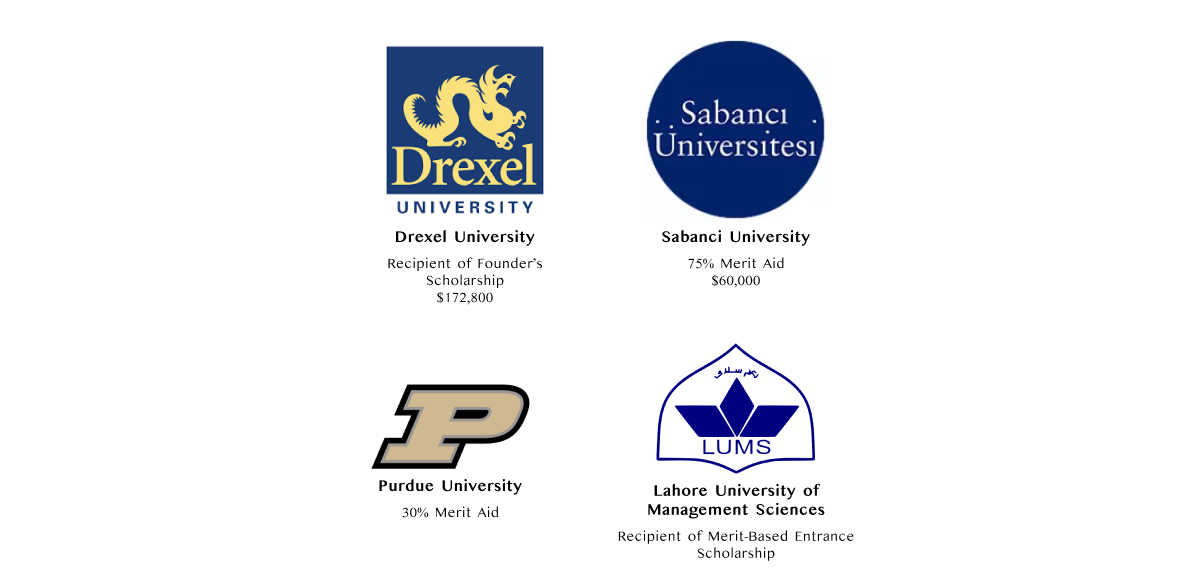 Drexel
UNIVERSITY
Drexel University
Recipient of Founder’s
Scholarship
$172,800
Sabancı
Üniversitesi
Sabanci University
75% Merit Aid
$60,000
P
Purdue University
30% Merit Aid
LUMS
Lahore University of
Management Sciences
Recipient of Merit-Based Entrance
Scholarship